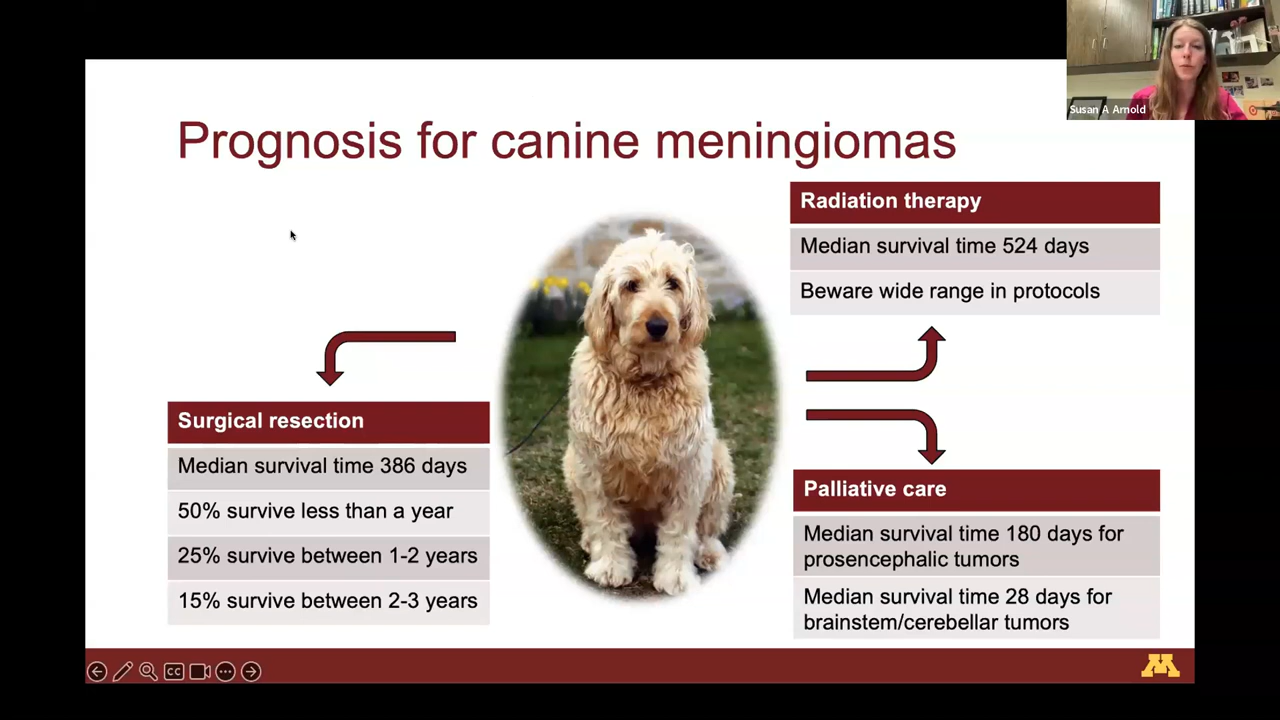 Susan A Arnold
Prognosis for canine meningiomas
Radiation therapy
Median survival time 524 days
Beware wide range in protocols
Surgical resection
Median survival time 386 days
50% survive less than a year
25% survive between 1-2 years
15% survive between 2-3 years
Palliative care
Median survival time 180 days for
prosencephalic tumors
Median survival time 28 days for
brainstem/cerebellar tumors
CC
M